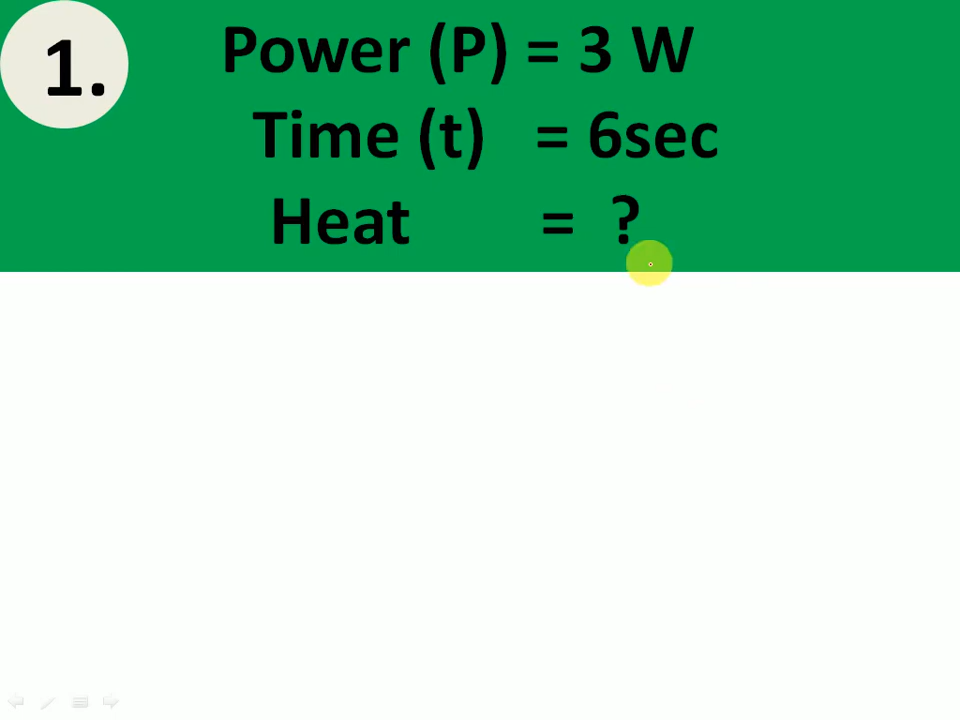 1.
Power (P) = 3 W
Time (t) = 6sec
Heat = ?